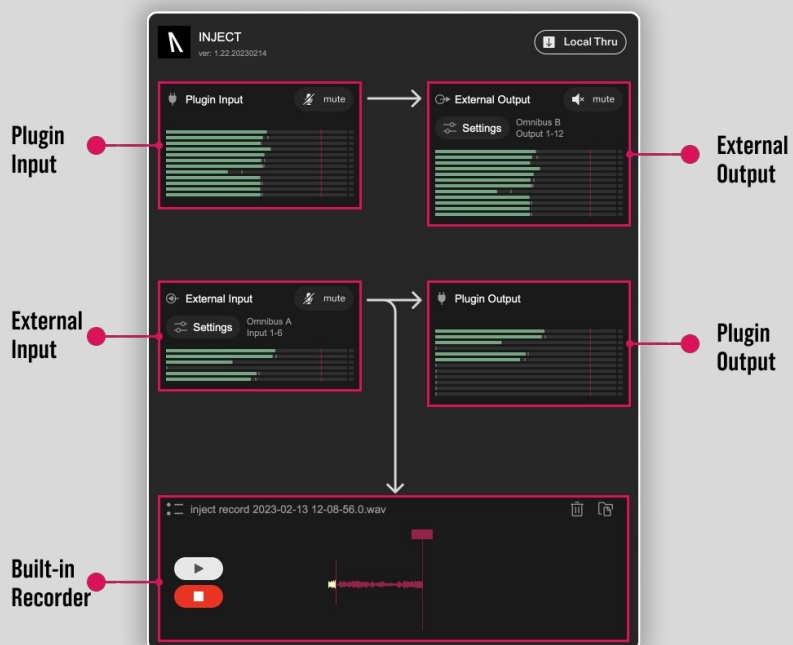 INJECT
ver: 1.22.20230214
Local Thru
Plugin Input
mute
External Output
mute
Settings
Omnibus B
Output 1-12
Plugin
Input
External
Output
External Input
mute
Settings
Omnibus A
Input 1-6
Plugin Output
External
Input
Plugin
Output
inject record 2023-02-13 12-08-56.0.wav
Built-in
Recorder